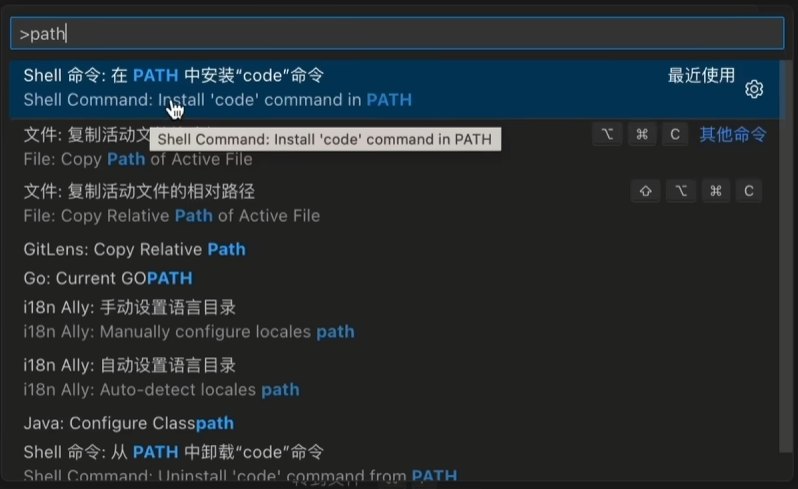 >path
Shell 命令: 在 PATH 中安装“code”命令
最近使用
Shell Command: Install 'code' command in PATH
Shell Command: Install 'code' command in PATH
文件: 复制活动文
⌥ ⌘ C 其他命令
File: Copy Path of Active File
文件: 复制活动文件的相对路径
⇧ ⌥ ⌘ C
File: Copy Relative Path of Active File
GitLens: Copy Relative Path
Go: Current GOPATH
i18n Ally: 手动设置语言目录
i18n Ally: Manually configure locales path
i18n Ally: 自动设置语言目录
i18n Ally: Auto-detect locales path
Java: Configure Classpath
Shell 命令: 从 PATH 中卸载“code”命令
Shell Command: Uninstall 'code' command from PATH